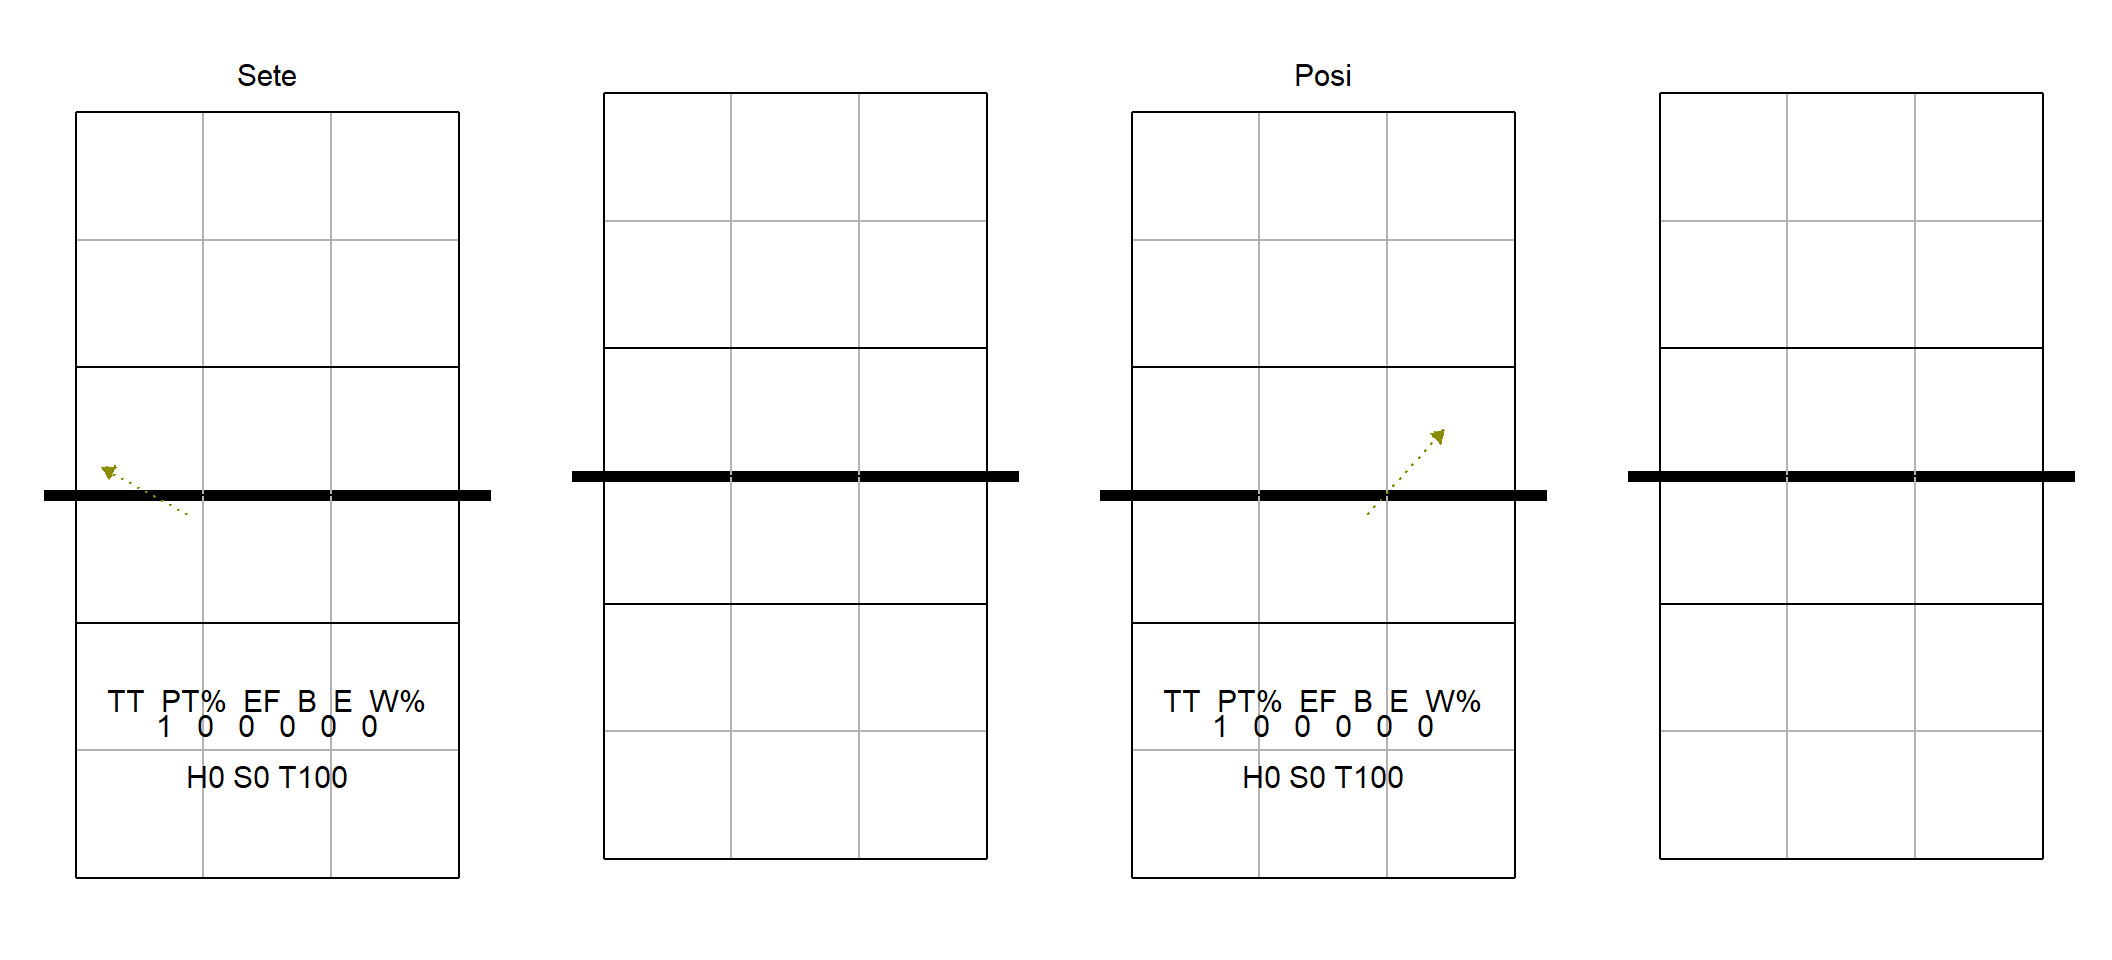 Sete
TT PT% EF B E W%
1 0 0 0 0 0
H0 S0 T100
Posi
TT PT% EF B E W%
1 0 0 0 0 0
H0 S0 T100